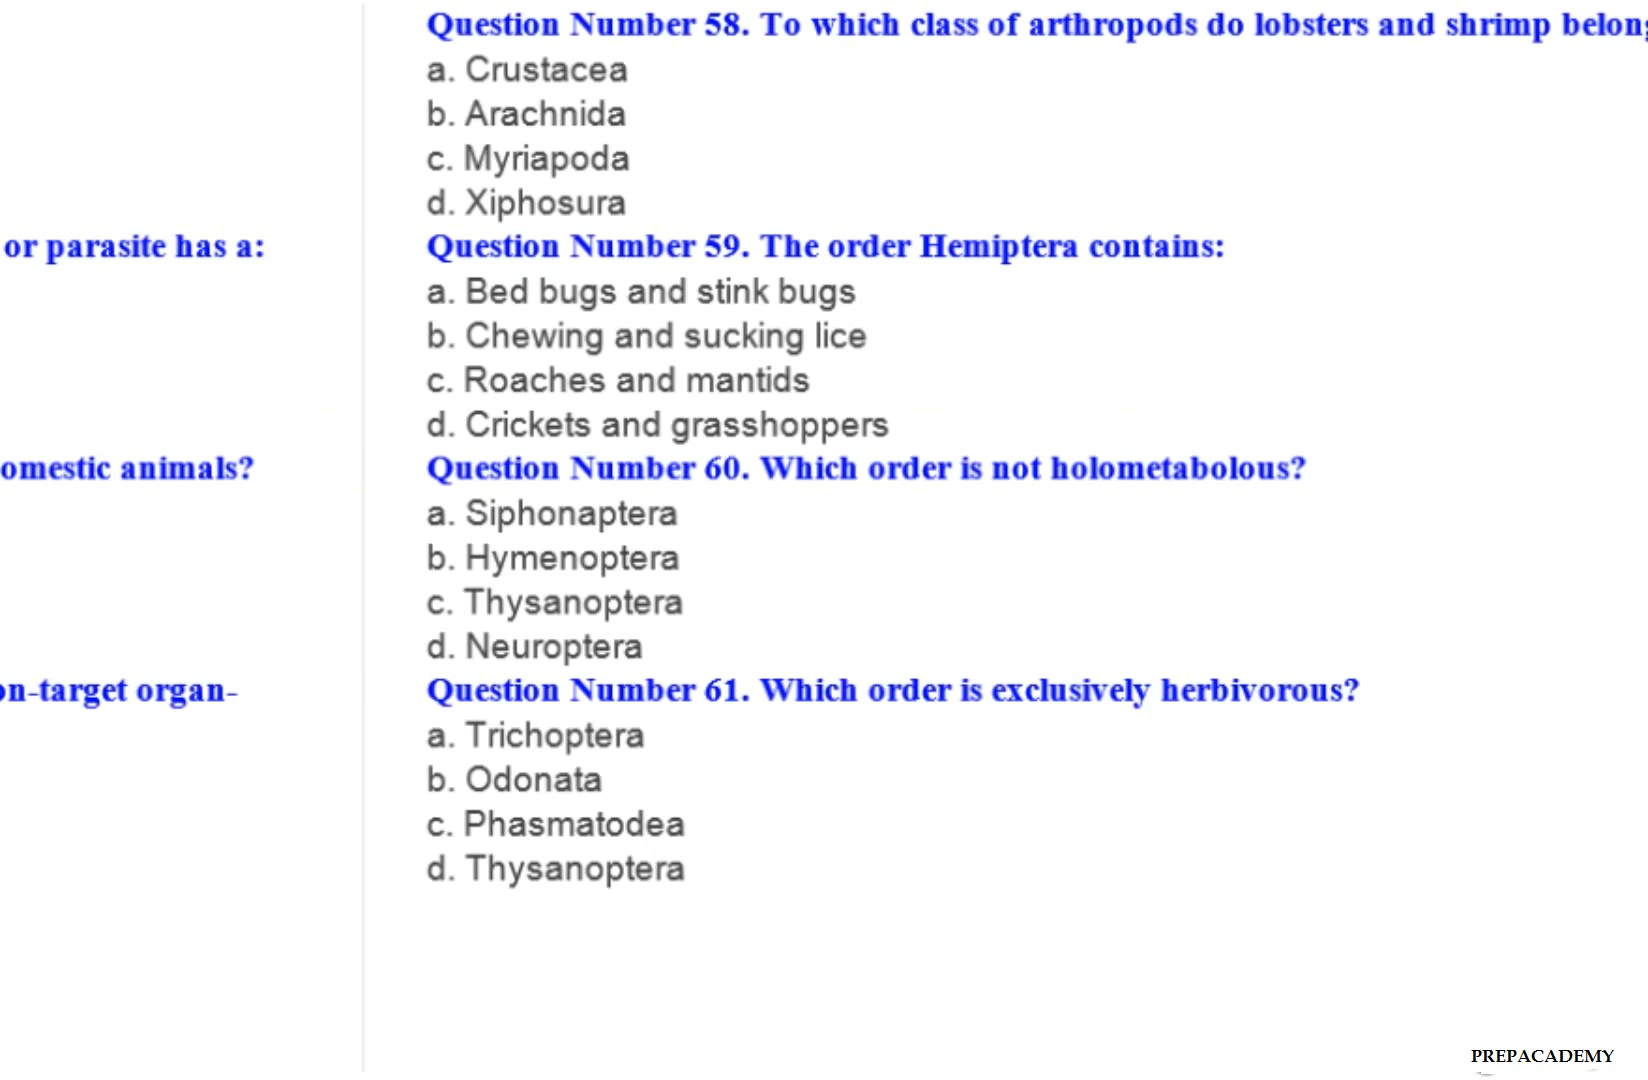 or parasite has a:
omestic animals?
on-target organ-
Question Number 58. To which class of arthropods do lobsters and shrimp belong
a. Crustacea
b. Arachnida
c. Myriapoda
d. Xiphosura
Question Number 59. The order Hemiptera contains:
a. Bed bugs and stink bugs
b. Chewing and sucking lice
c. Roaches and mantids
d. Crickets and grasshoppers
Question Number 60. Which order is not holometabolous?
a. Siphonaptera
b. Hymenoptera
c. Thysanoptera
d. Neuroptera
Question Number 61. Which order is exclusively herbivorous?
a. Trichoptera
b. Odonata
c. Phasmatodea
d. Thysanoptera
PREPACADEMY